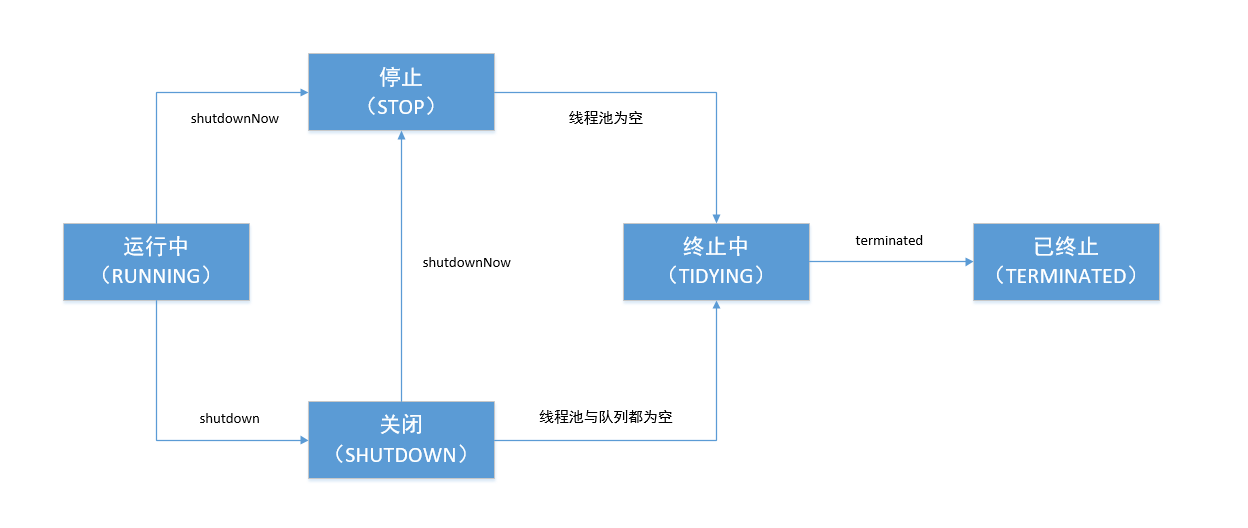 停止
（STOP）
shutdownNow
线程池为空
运行中
（RUNNING）
shutdownNow
终止中
（TIDYING）
terminated
已终止
（TERMINATED）
shutdown
关闭
（SHUTDOWN）
线程池与队列都为空